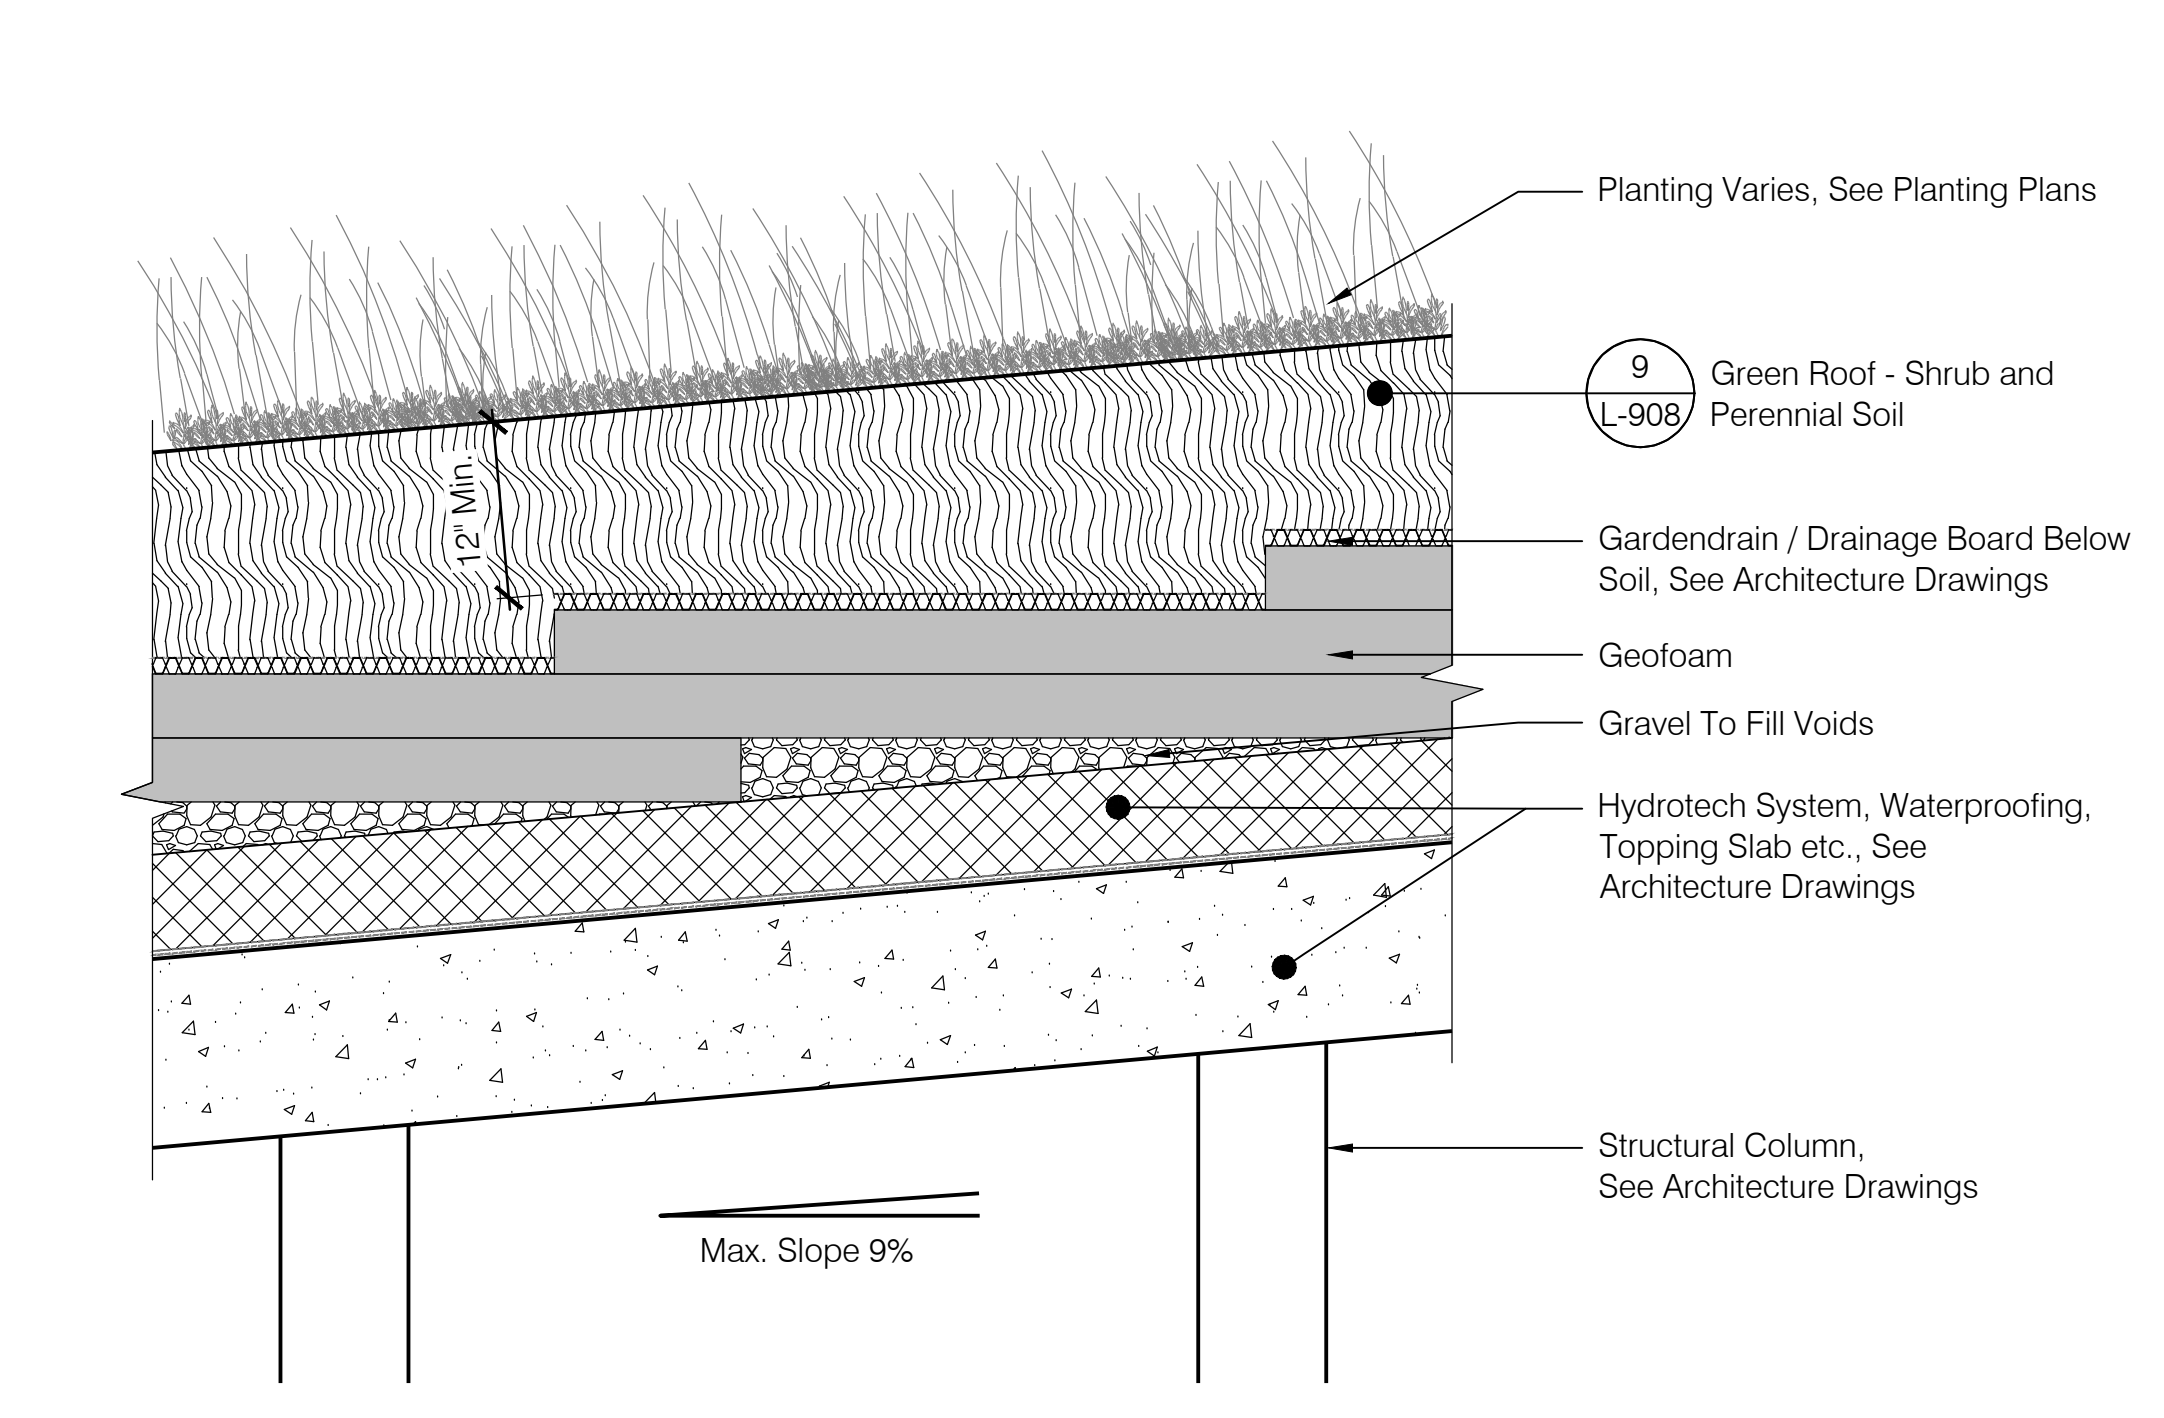 Planting Varies, See Planting Plans
9
L-908
Green Roof - Shrub and
Perennial Soil
12" Min.
Gardendrain / Drainage Board Below
Soil, See Architecture Drawings
Geofoam
Gravel To Fill Voids
Hydrotech System, Waterproofing,
Topping Slab etc., See
Architecture Drawings
Structural Column,
See Architecture Drawings
Max. Slope 9%